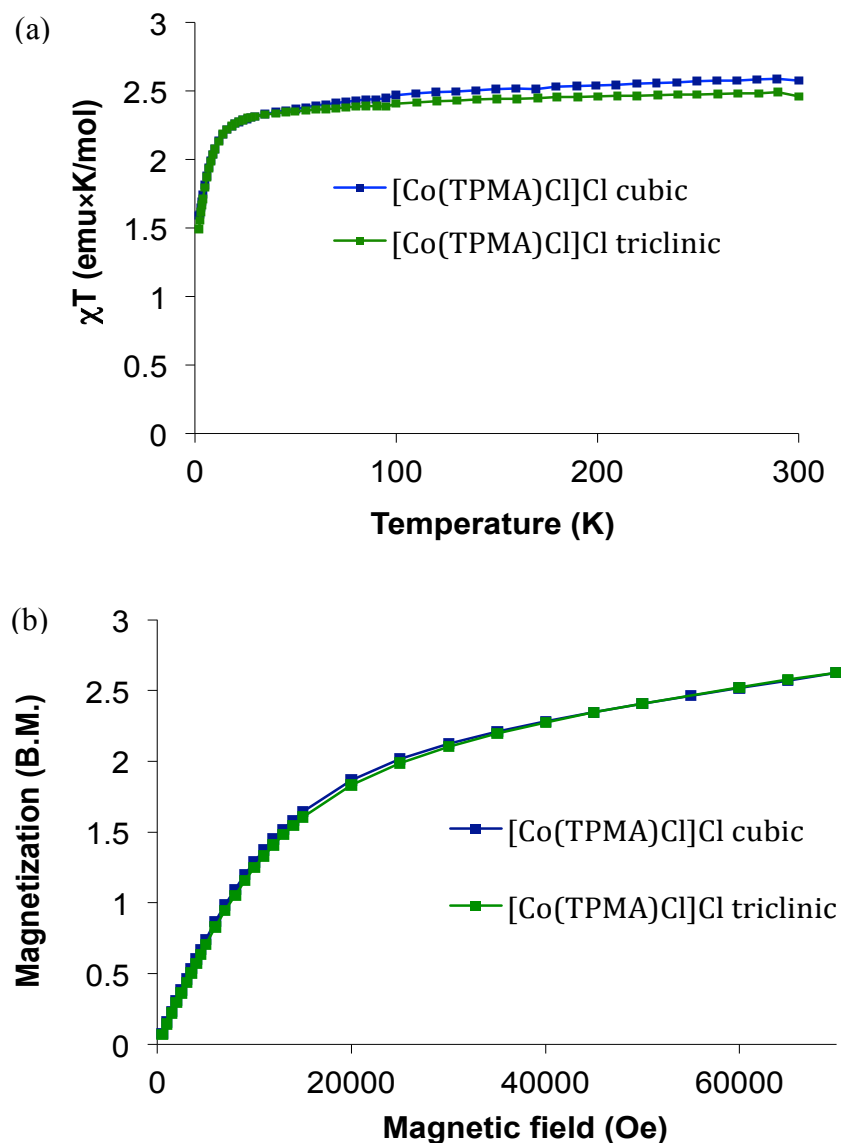 (a)
3
2.5
2
1.5
1
0.5
0
χT (emu×K/mol)
[Co(TPMA)Cl]Cl cubic
[Co(TPMA)Cl]Cl triclinic
0 100 200 300
Temperature (K)
(b)
3
2.5
2
1.5
1
0.5
0
Magnetization (B.M.)
[Co(TPMA)Cl]Cl cubic
[Co(TPMA)Cl]Cl triclinic
0 20000 40000 60000
Magnetic field (Oe)